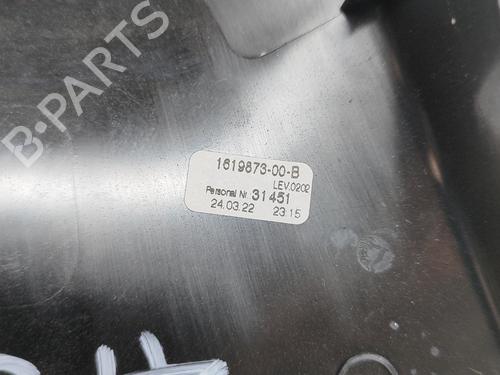 B-PARTS
1619873-00-B
LEV.0202
Personal Nr 31451
24.03.22 23:15